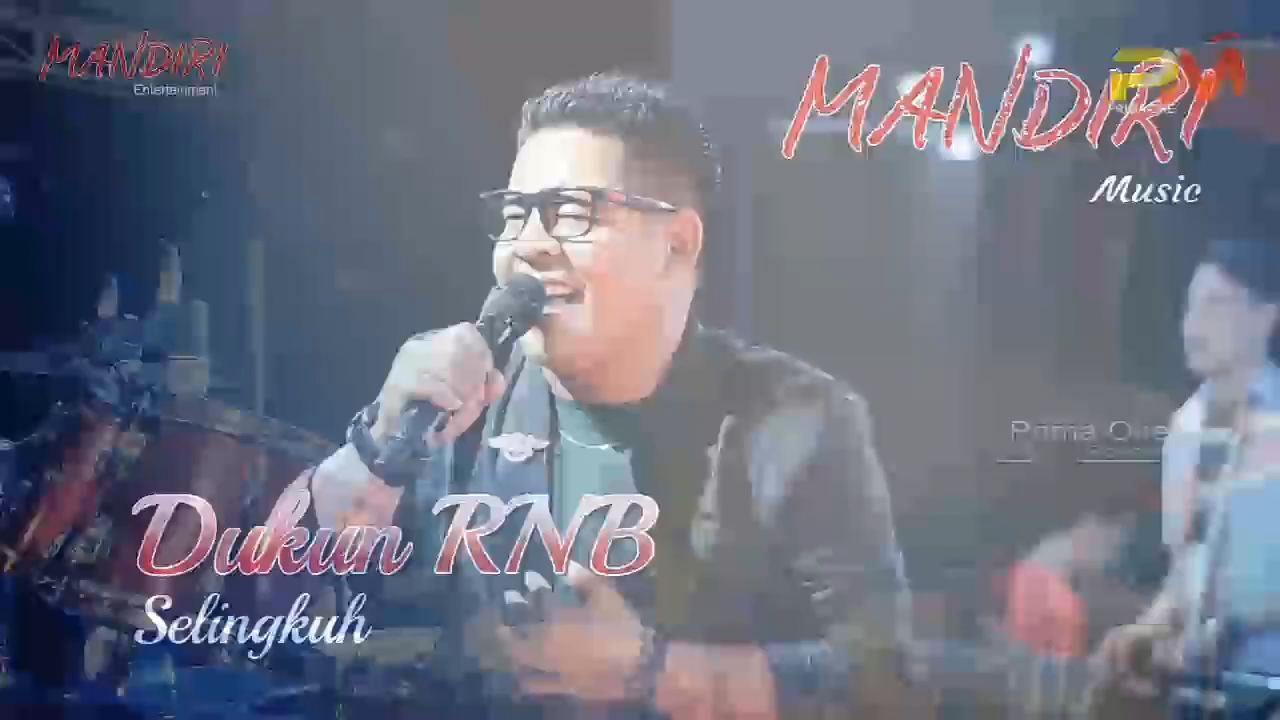 MANDIRI
Entertainment
MANDIRI
Music
Dukun RNB
Selingkuh